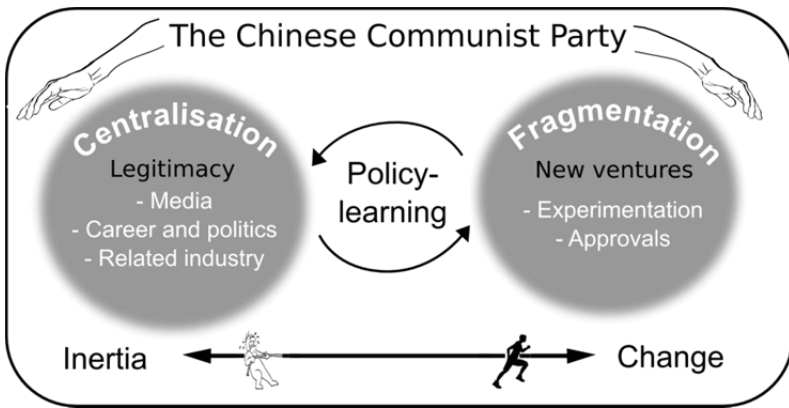 The Chinese Communist Party
Centralisation
Legitimacy
- Media
- Career and politics
- Related industry
Policy-
learning
Fragmentation
New ventures
- Experimentation
- Approvals
Inertia
Change